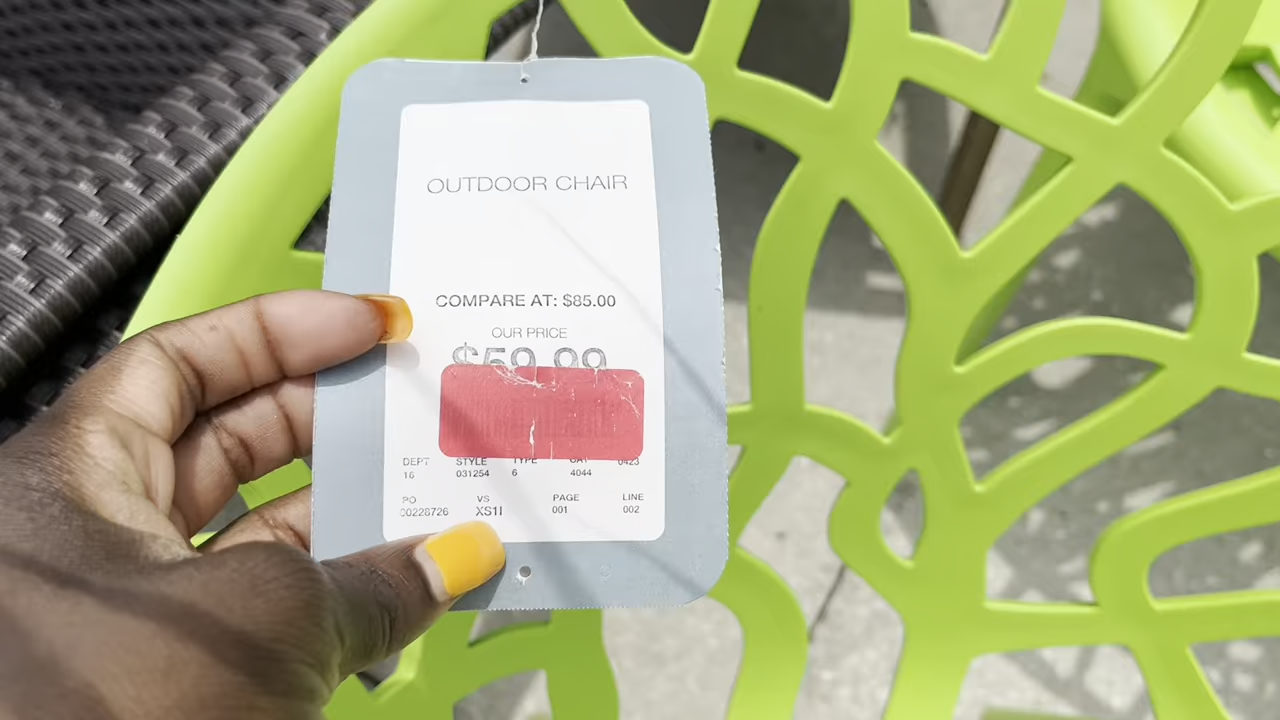 OUTDOOR CHAIR
COMPARE AT: $85.00
OUR PRICE
$59.99
DEPT STYLE TYPE CAT 0423
16 031254 6 4044
PO VS PAGE LINE
00228726 XS1I 001 002